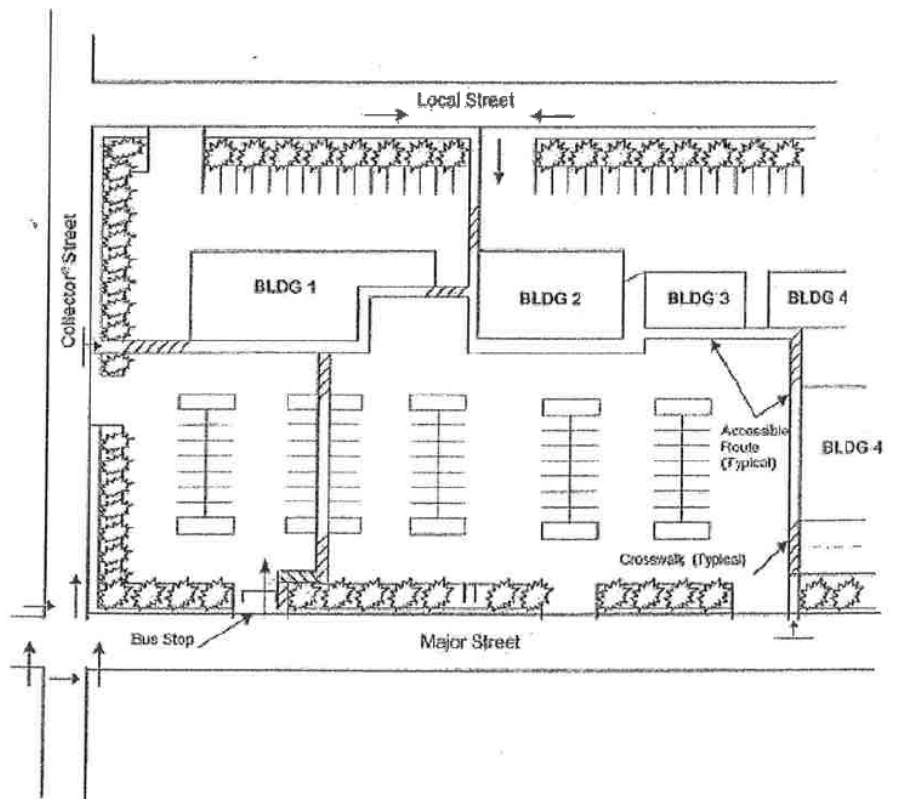 Local Street
Collector Street
BLDG 1
BLDG 2
BLDG 3
BLDG 4
Accessible
Route
(Typical)
BLDG 4
Crosswalk (Typical)
Bus Stop
Major Street